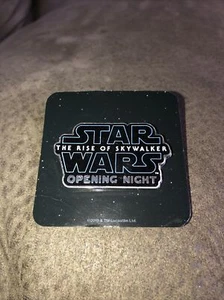 STAR
THE RISE OF SKYWALKER
WARS
OPENING NIGHT